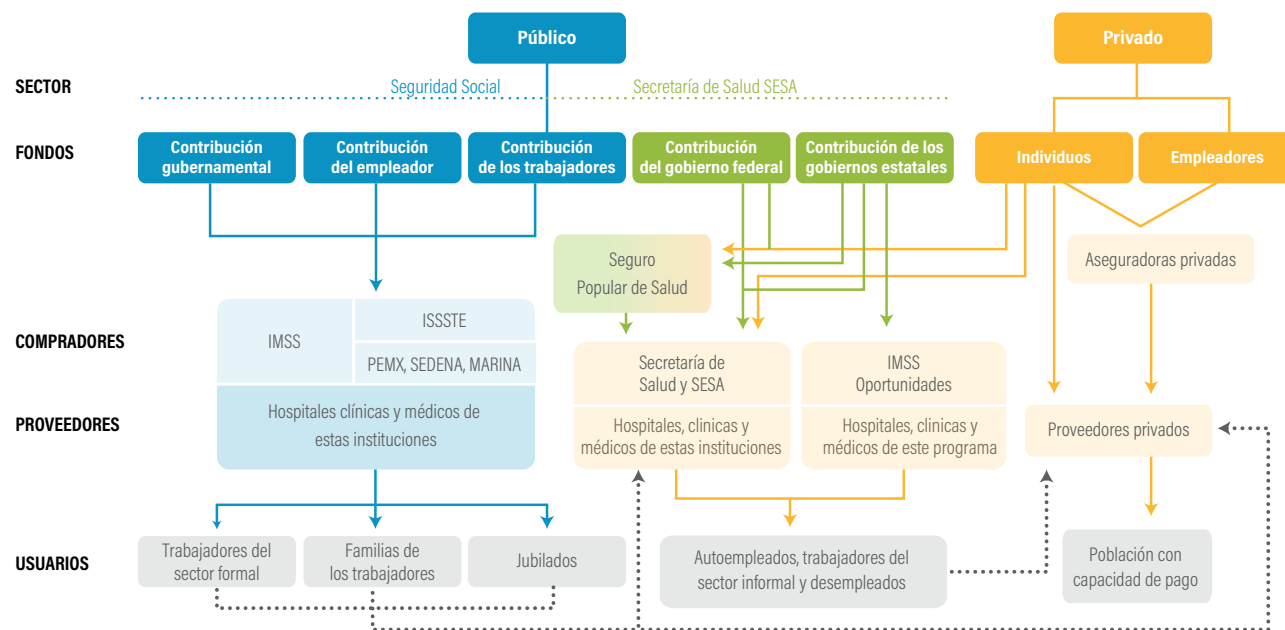 Público
Privado
SECTOR
Seguridad Social
Secretaría de Salud SESA
FONDOS
Contribución
gubernamental
Contribución
del empleador
Contribución
de los trabajadores
Contribución
del gobierno federal
Contribución de los
gobiernos estatales
Individuos
Empleadores
Seguro
Popular de Salud
Aseguradoras privadas
COMPRADORES
IMSS
ISSSTE
PEMX, SEDENA, MARINA
Secretaría de
Salud y SESA
IMSS
Oportunidades
PROVEEDORES
Hospitales clínicas y médicos de
estas instituciones
Hospitales, clinicas y
médicos de estas instituciones
Hospitales, clinicas y
médicos de este programa
Proveedores privados
USUARIOS
Trabajadores del
sector formal
Familias de
los trabajadores
Jubilados
Autoempleados, trabajadores del
sector informal y desempleados
Población con
capacidad de pago